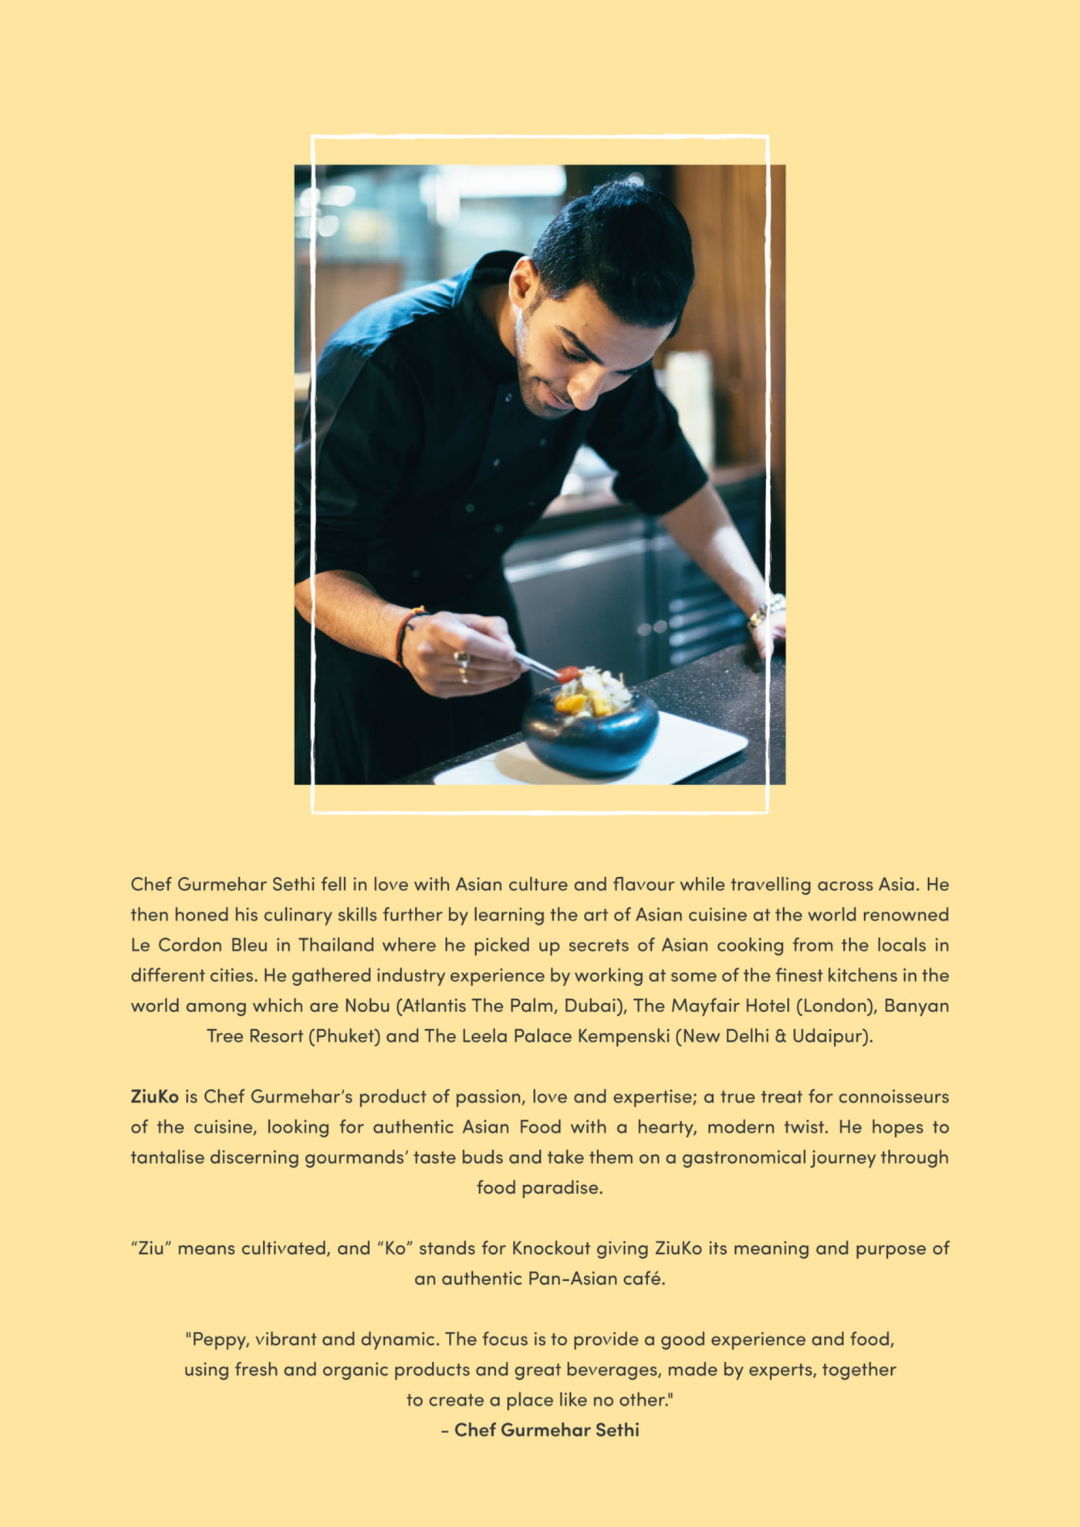 Chef Gurmehar Sethi fell in love with Asian culture and flavour while travelling across Asia. He
then honed his culinary skills further by learning the art of Asian cuisine at the world renowned
Le Cordon Bleu in Thailand where he picked up secrets of Asian cooking from the locals in
different cities. He gathered industry experience by working at some of the finest kitchens in the
world among which are Nobu (Atlantis The Palm, Dubai), The Mayfair Hotel (London), Banyan
Tree Resort (Phuket) and The Leela Palace Kempenski (New Delhi & Udaipur).
ZiuKo is Chef Gurmehar’s product of passion, love and expertise; a true treat for connoisseurs
of the cuisine, looking for authentic Asian Food with a hearty, modern twist. He hopes to
tantalise discerning gourmands’ taste buds and take them on a gastronomical journey through
food paradise.
“Ziu” means cultivated, and “Ko” stands for Knockout giving ZiuKo its meaning and purpose of
an authentic Pan-Asian café.
"Peppy, vibrant and dynamic. The focus is to provide a good experience and food,
using fresh and organic products and great beverages, made by experts, together
to create a place like no other."
- Chef Gurmehar Sethi